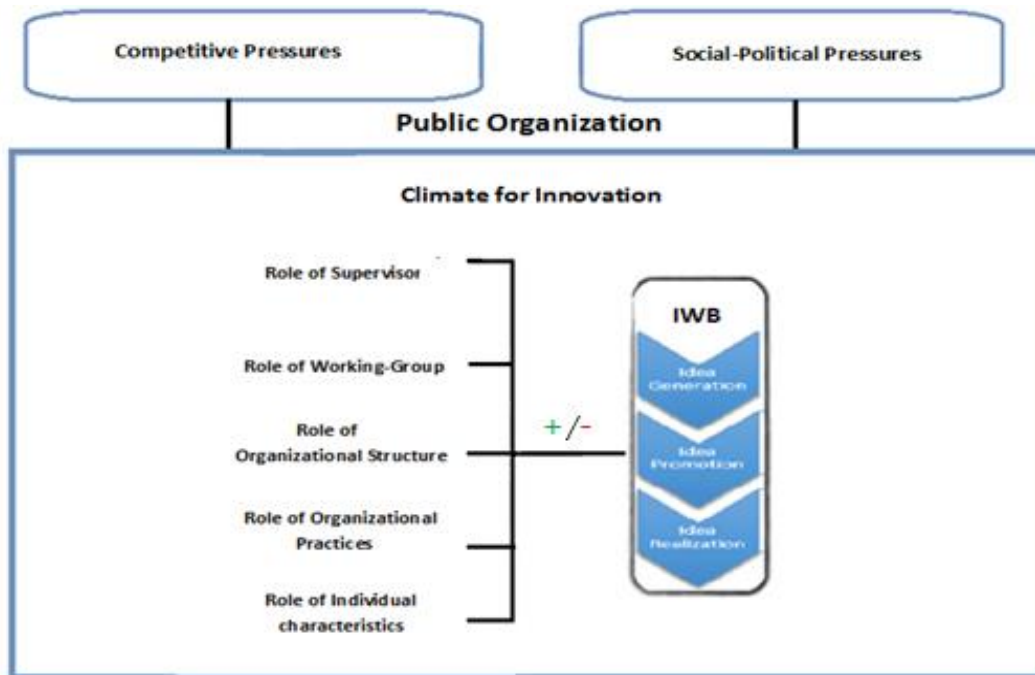 Competitive Pressures
Social-Political Pressures
Public Organization
Climate for Innovation
Role of Supervisor
Role of Working-Group
Role of
Organizational Structure
Role of Organizational
Practices
Role of Individual
characteristics
+/-
IWB
Idea
Generation
Idea
Promotion
Idea
Realization